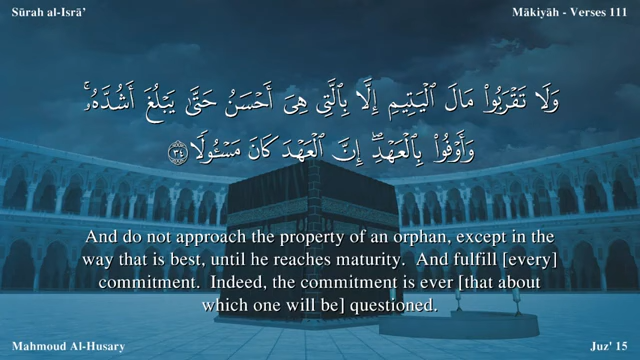 Sūrah al-Isrā’
Mākiyāh - Verses 111
وَلَا تَقْرَبُوا۟ مَالَ ٱلْيَتِيمِ إِلَّا بِٱلَّتِى هِىَ أَحْسَنُ حَتَّىٰ يَبْلُغَ أَشُدَّهُۥ ۚ
وَأَوْفُوا۟ بِٱلْعَهْدِ ۖ إِنَّ ٱلْعَهْدَ كَانَ مَسْـُٔولًا ٣٤
And do not approach the property of an orphan, except in the
way that is best, until he reaches maturity. And fulfill [every]
commitment. Indeed, the commitment is ever [that about
which one will be] questioned.
Mahmoud Al-Husary
Juz' 15